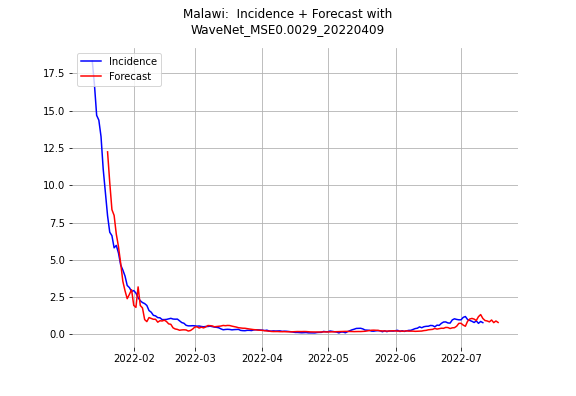 Malawi:  Incidence + Forecast with
WaveNet_MSE0.0029_20220409
Incidence
Forecast
17.5
15.0
12.5
10.0
7.5
5.0
2.5
0.0
2022-02 2022-03 2022-04 2022-05 2022-06 2022-07